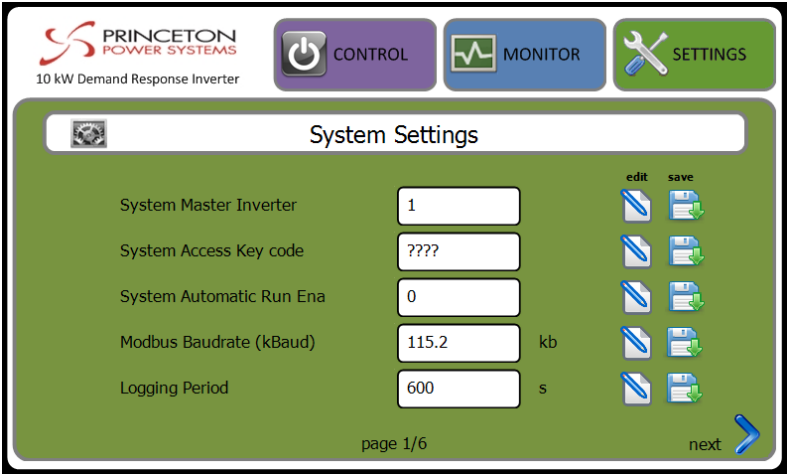 PRINCETON
POWER SYSTEMS
10 kW Demand Response Inverter
CONTROL
MONITOR
SETTINGS
System Settings
edit save
System Master Inverter 1
System Access Key code ????
System Automatic Run Ena 0
Modbus Baudrate (kBaud) 115.2 kb
Logging Period 600 s
page 1/6
next